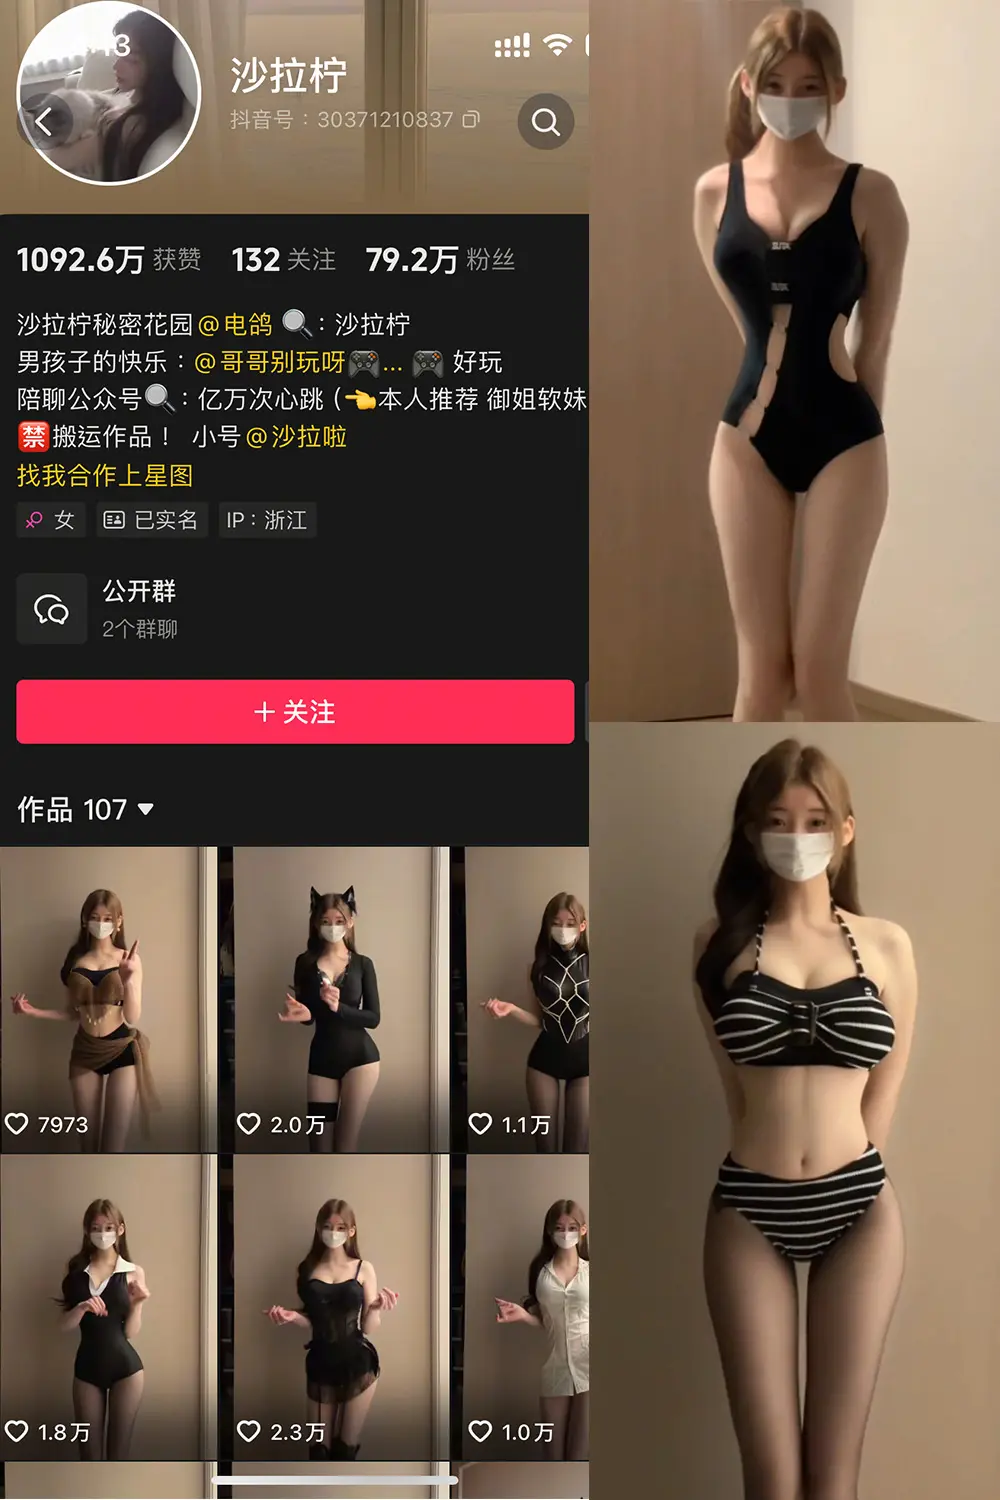 沙拉柠
抖音号：30371210837
1092.6万 获赞 132 关注 79.2万 粉丝
沙拉柠秘密花园@电鸽 🔍：沙拉柠
男孩子的快乐：@哥哥别玩呀🎮... 🎮 好玩
陪聊公众号🔍：亿万次心跳（👈本人推荐 御姐软妹
🈲搬运作品！ 小号@沙拉啦
找我合作上星图
女 已实名 IP：浙江
公开群
2个群聊
+ 关注
作品 107
7973 2.0万 1.1万
1.8万 2.3万 1.0万